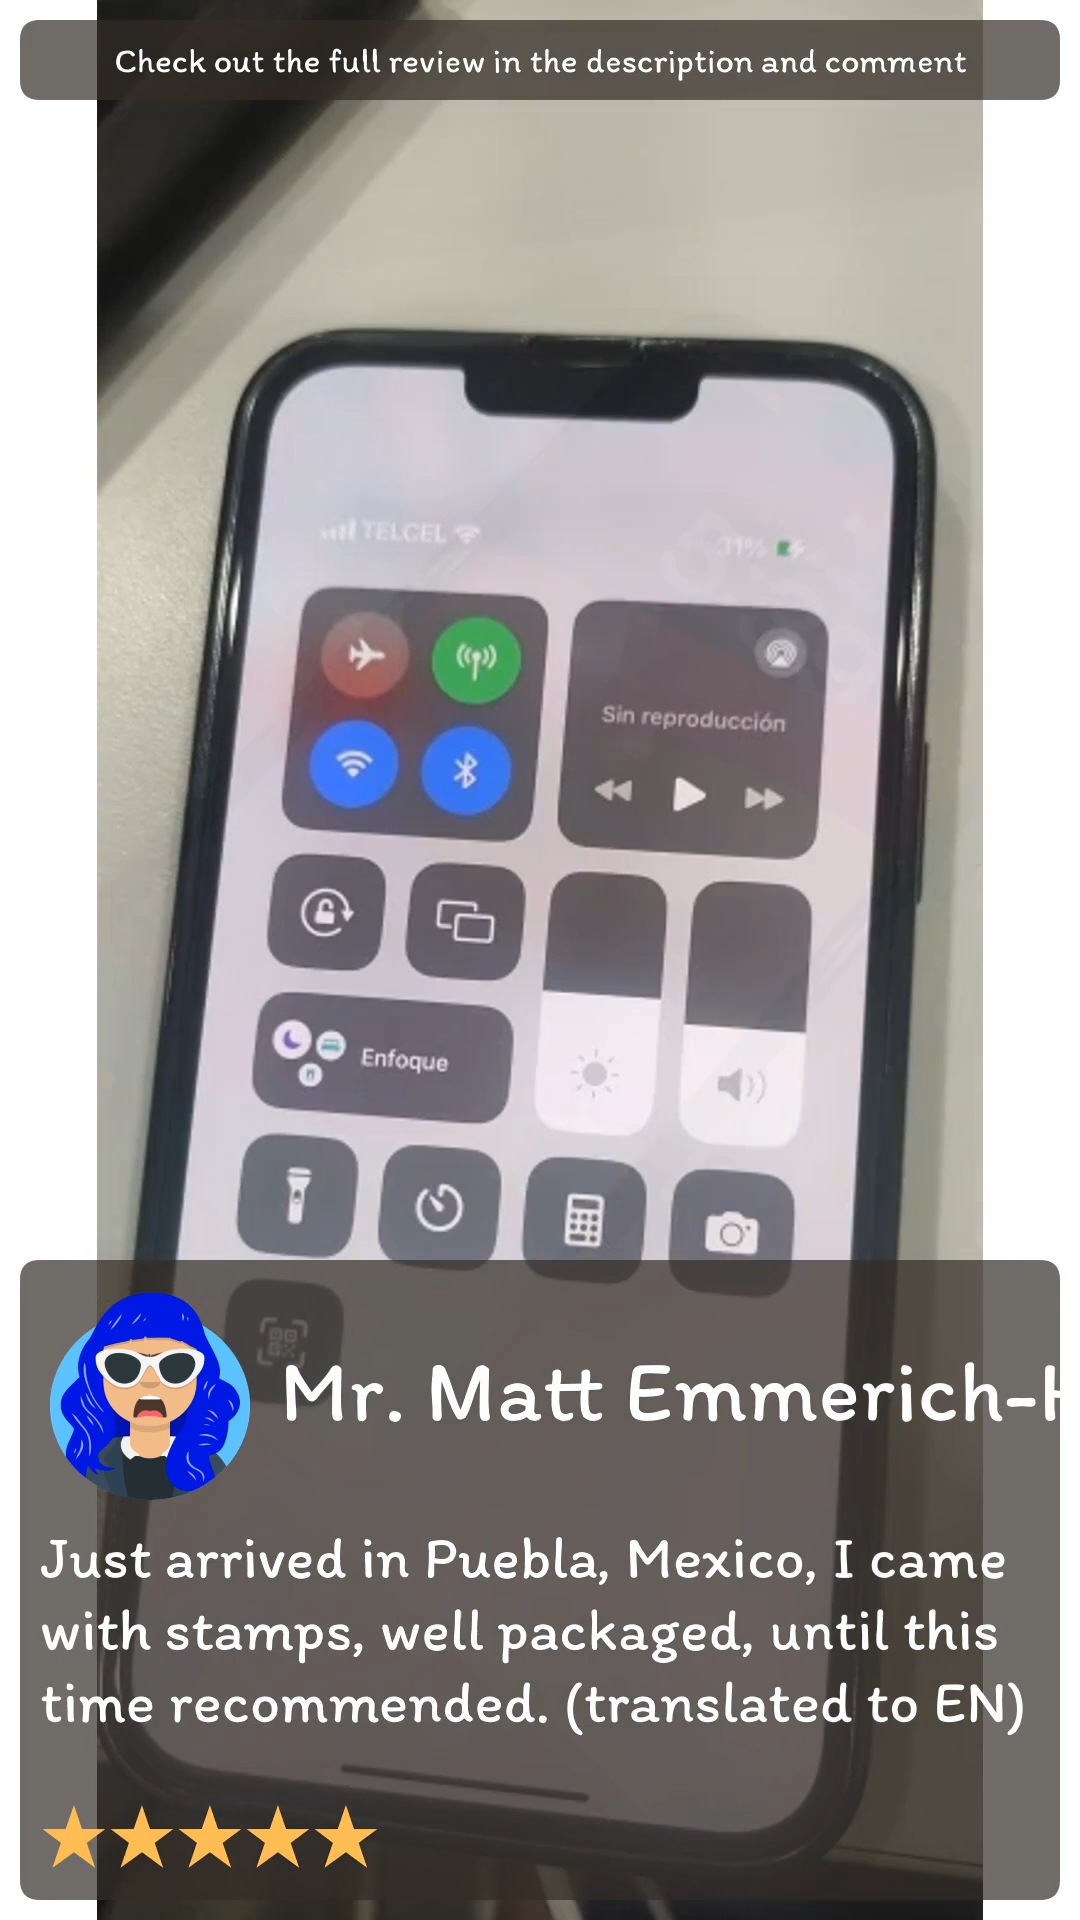 Check out the full review in the description and comment
TELCEL
31%
Sin reproducción
Enfoque
Mr. Matt Emmerich-
Just arrived in Puebla, Mexico, I came
with stamps, well packaged, until this
time recommended. (translated to EN)